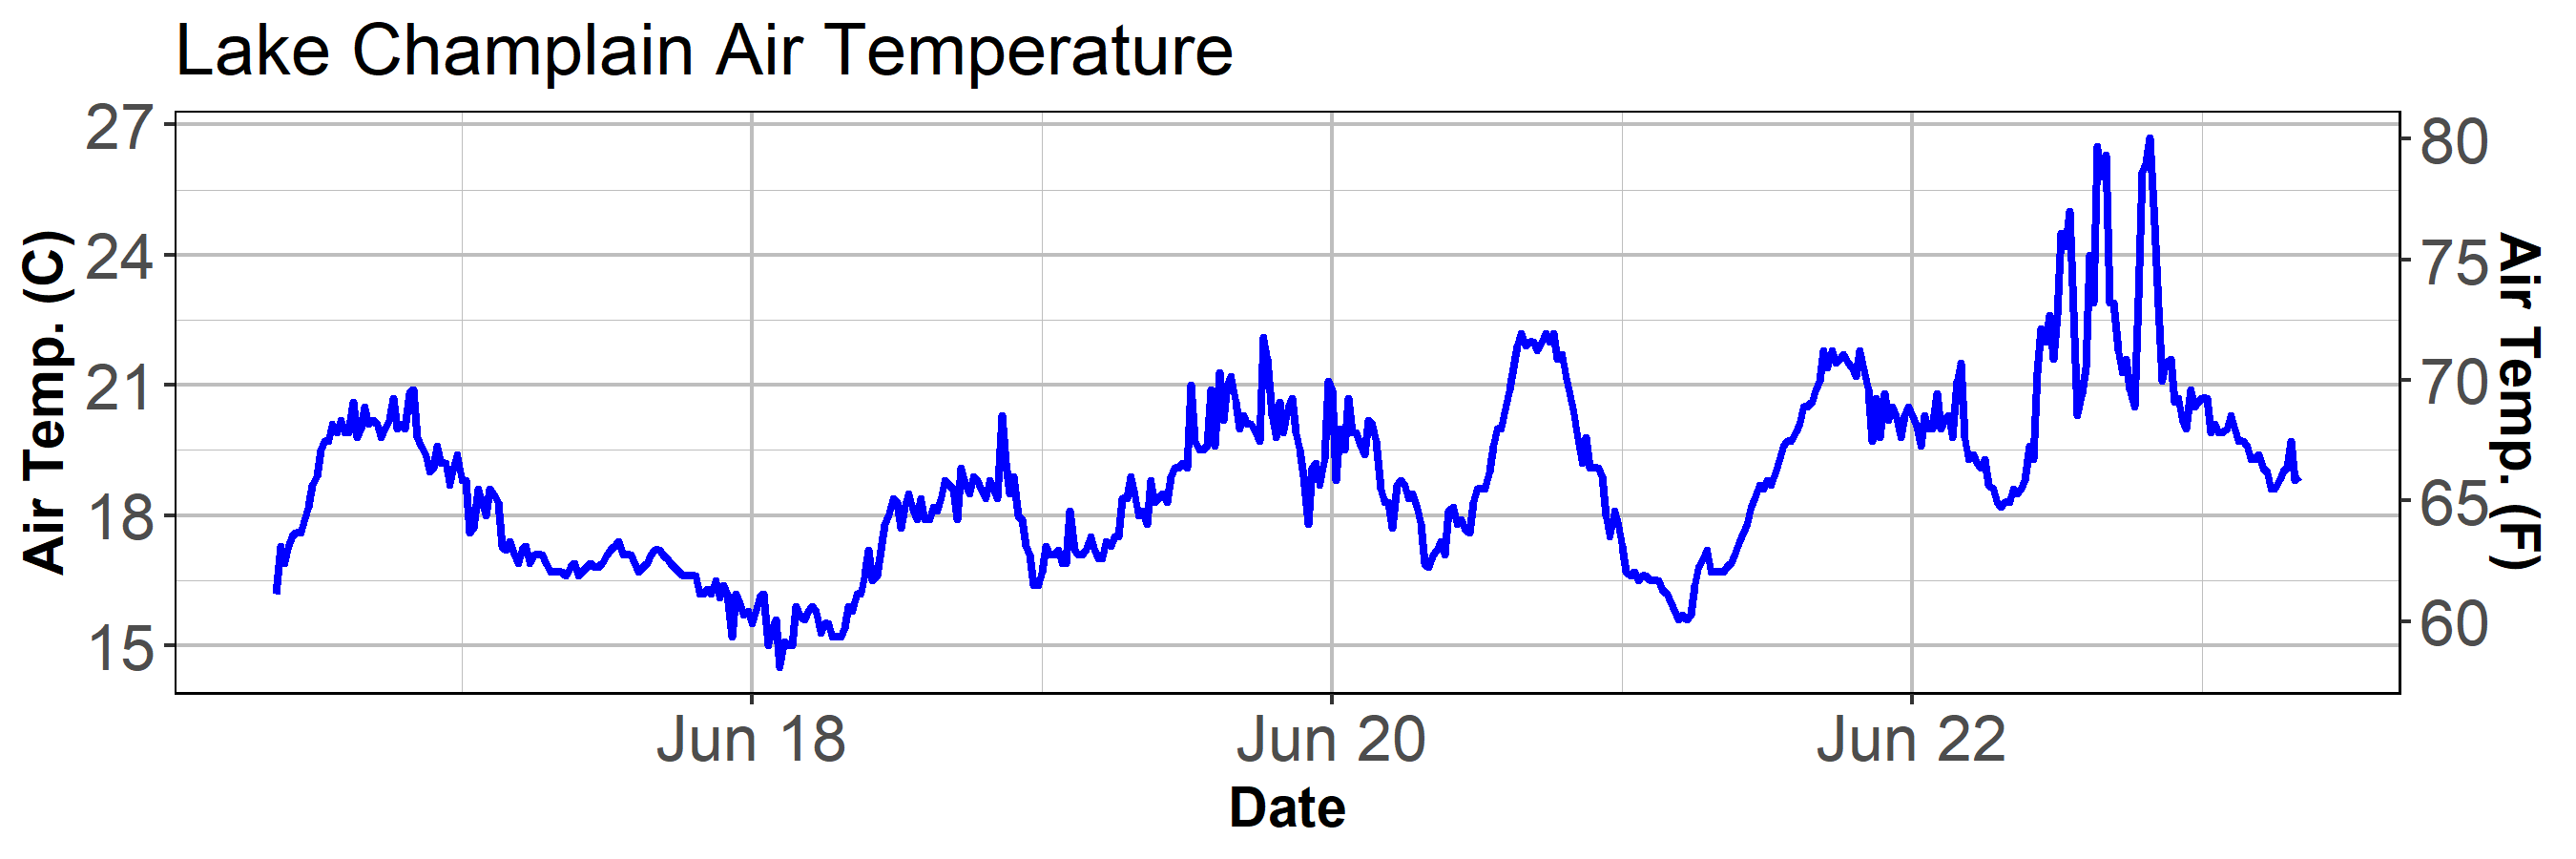 Lake Champlain Air Temperature
27
24
21
18
15
Air Temp. (C)
80
75
70
65
60
Air Temp. (F)
Jun 18
Jun 20
Jun 22
Date